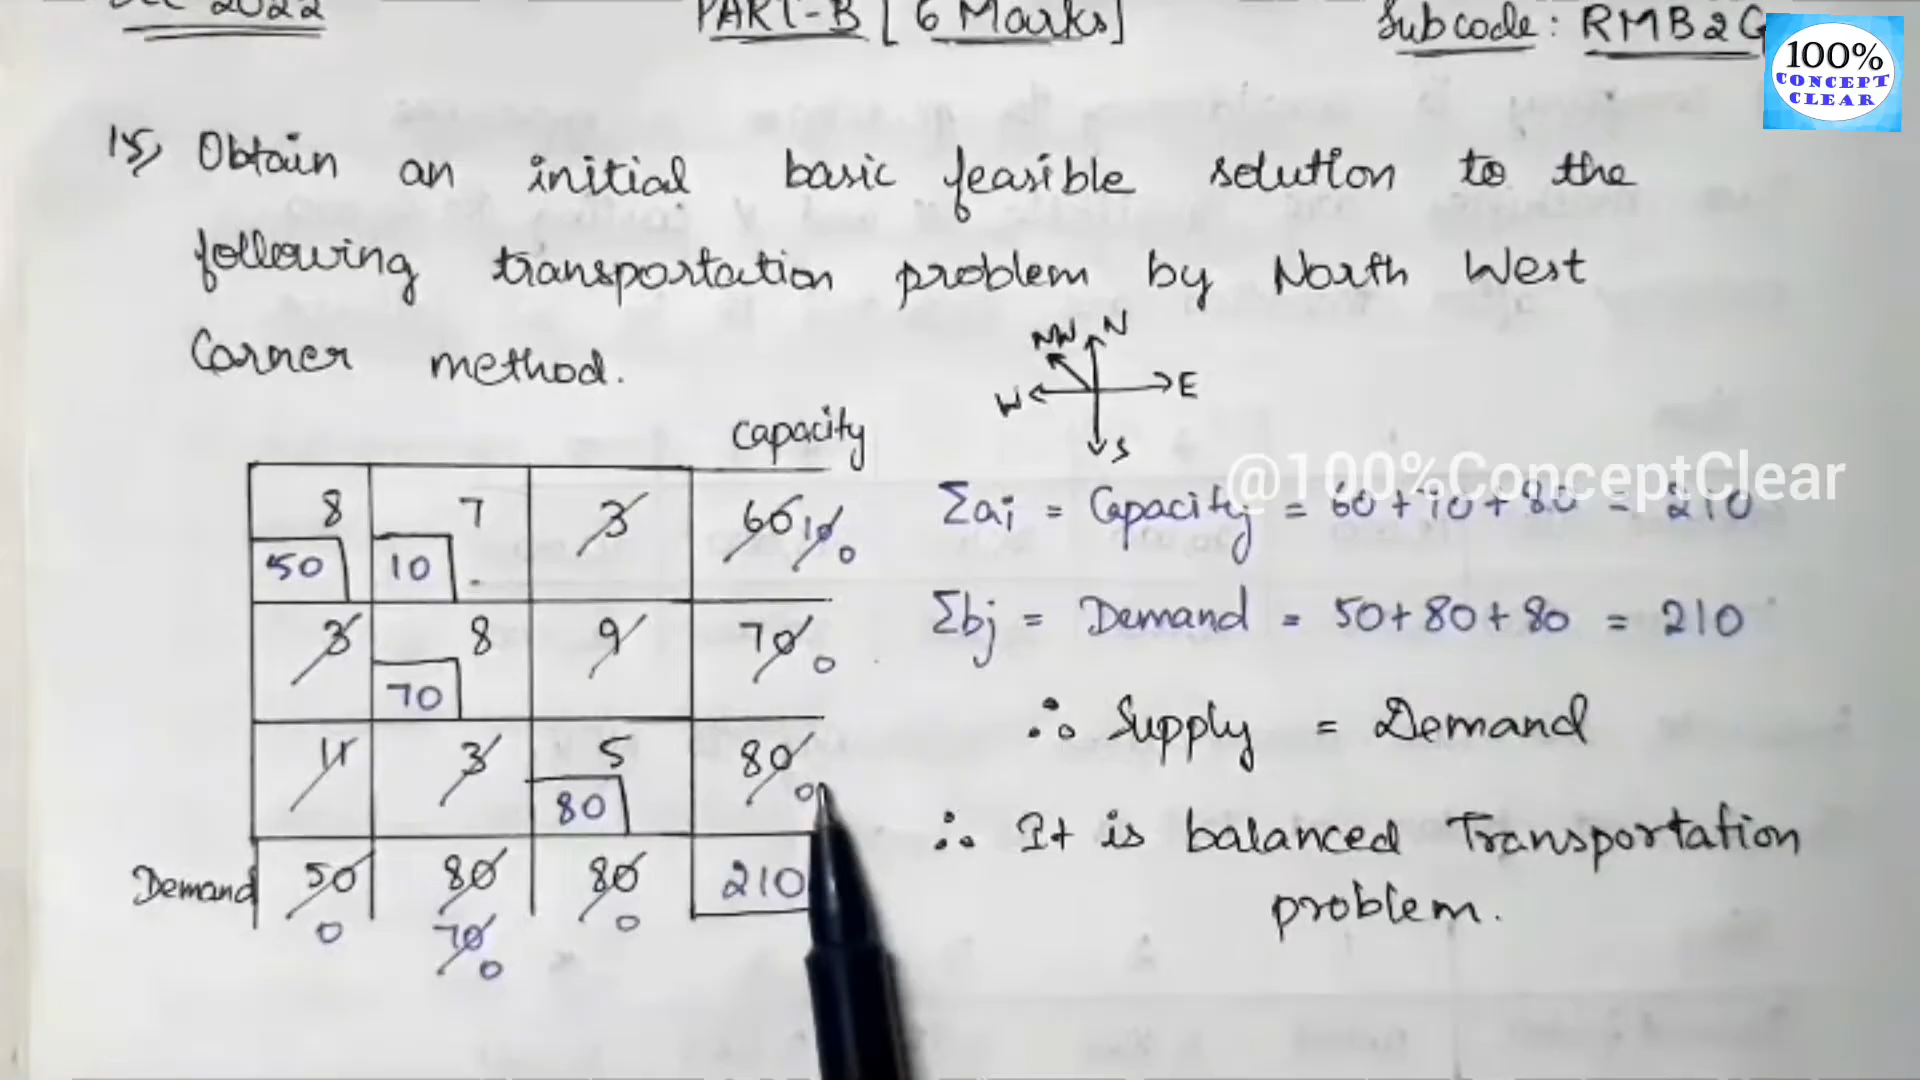 Dec 2022 PART-B [ 6 Marks] Subcode: RMB2G
100%
CONCEPT
CLEAR
15) Obtain an initial basic feasible solution to the
following transportation problem by North West
Corner method.
NW N
W E
S
capacity
@100%ConceptClear
8 7 3 60 10 0
50 10
Σai = Capacity = 60+70+80 = 210
3 8 9 70 0
70
Σbj = Demand = 50+80+80 = 210
∴ Supply = Demand
11 3 5 80 0
80
∴ It is balanced Transportation
problem.
Demand 50 80 80 210
0 70 0
0